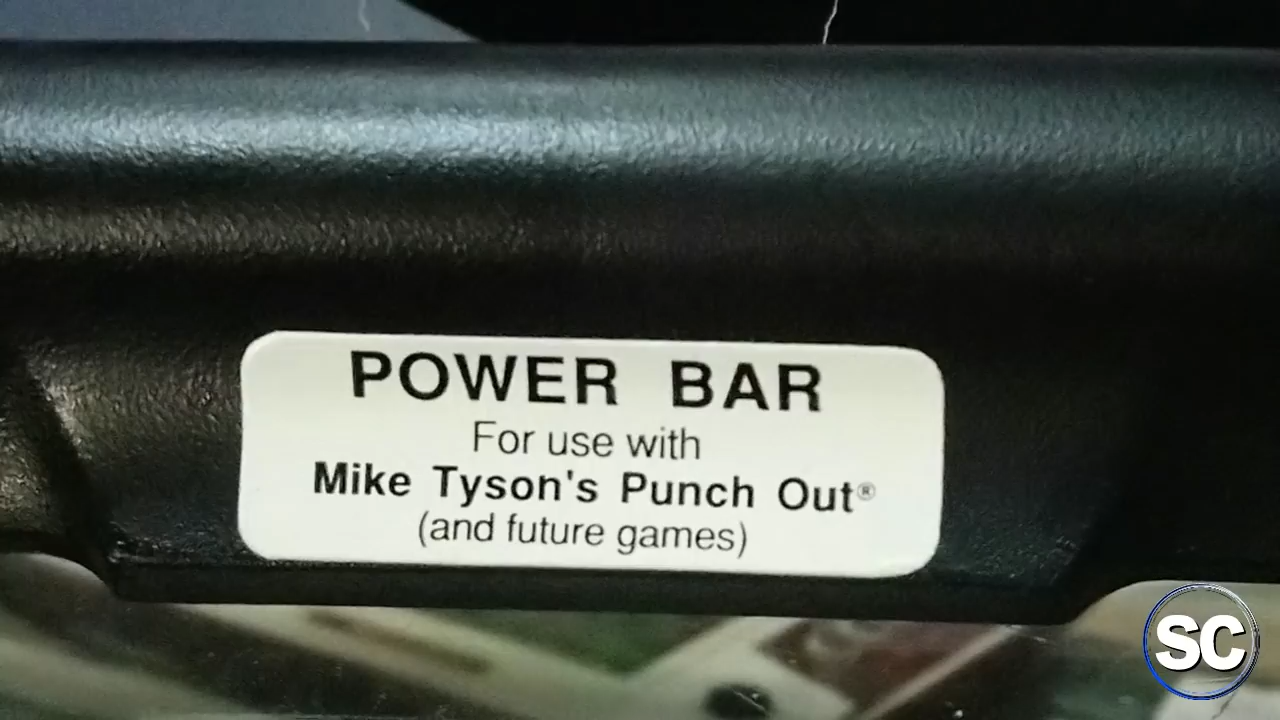 POWER BAR
For use with
Mike Tyson's Punch Out®
(and future games)
SC